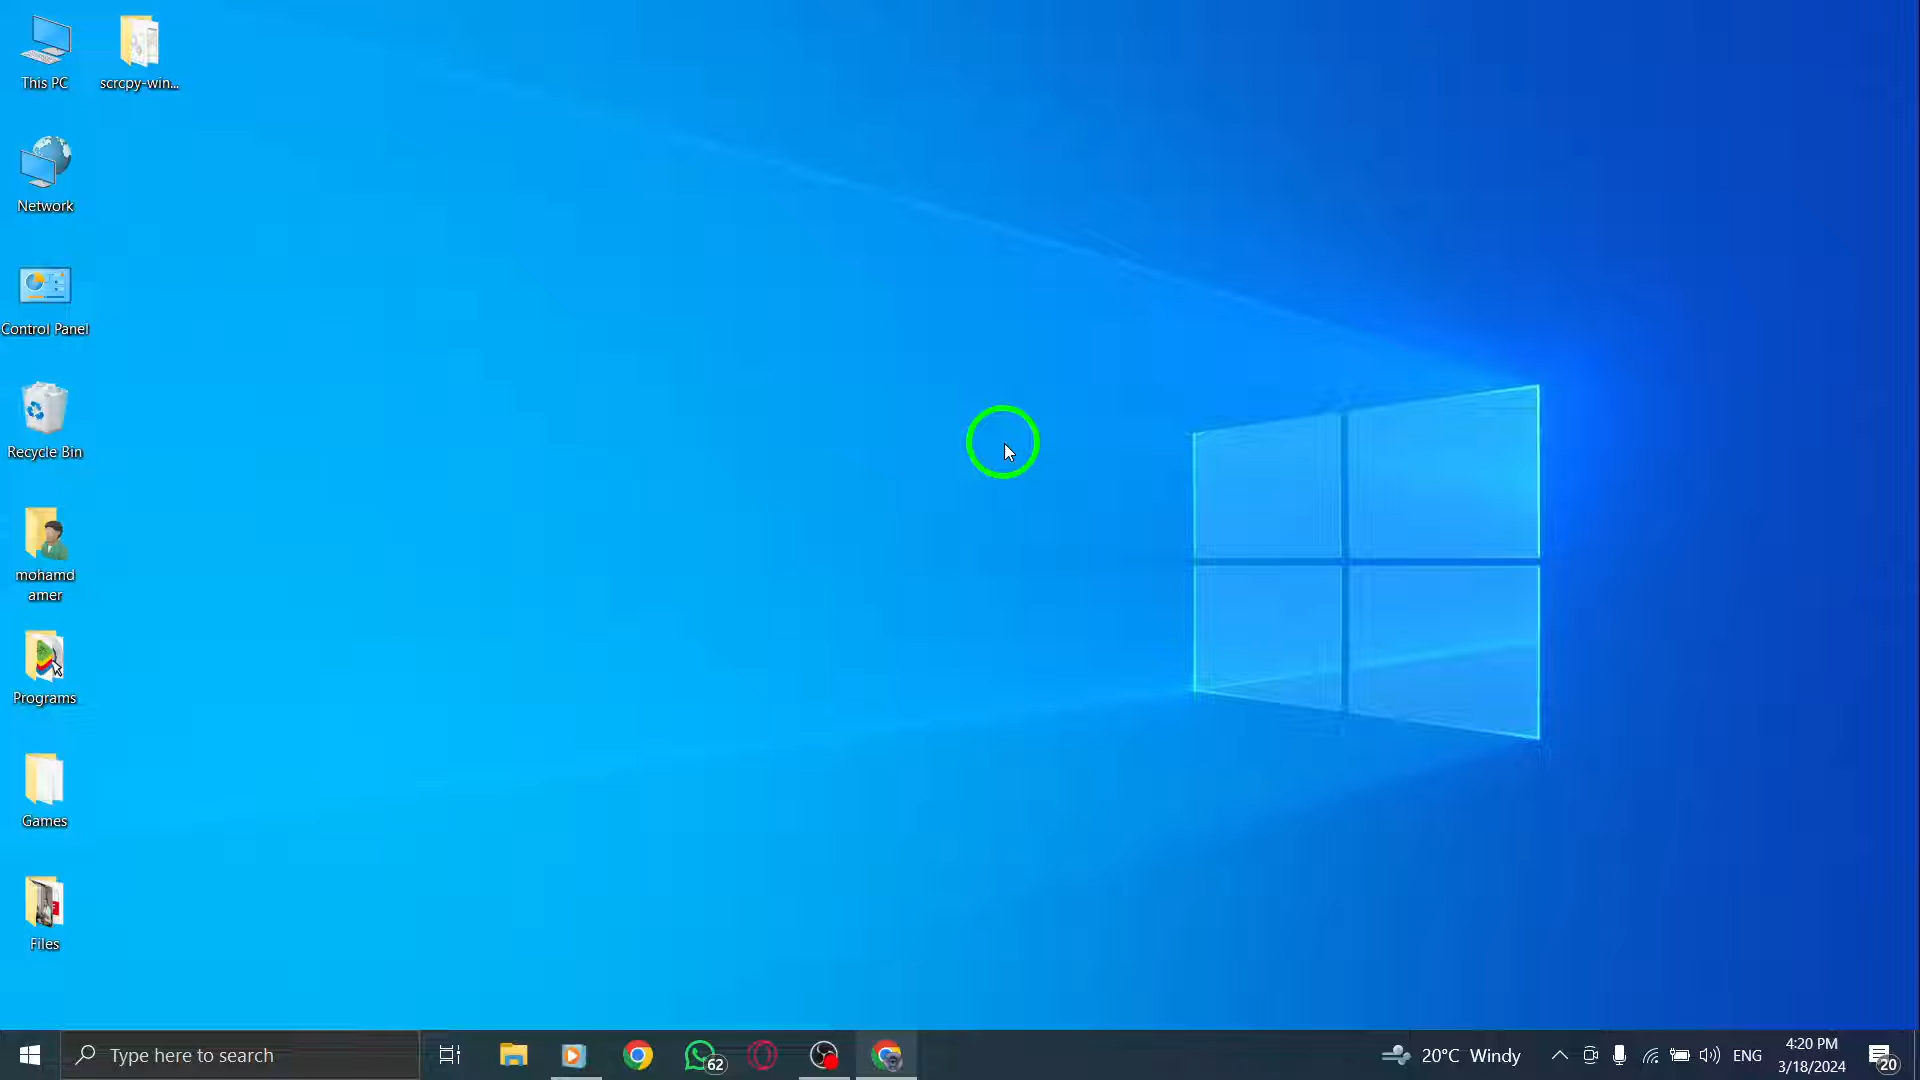 This PC
scrcpy-win...
Network
Control Panel
Recycle Bin
mohamd
amer
Programs
Games
Files
Type here to search
62
20°C Windy
ENG
4:20 PM
3/18/2024
20